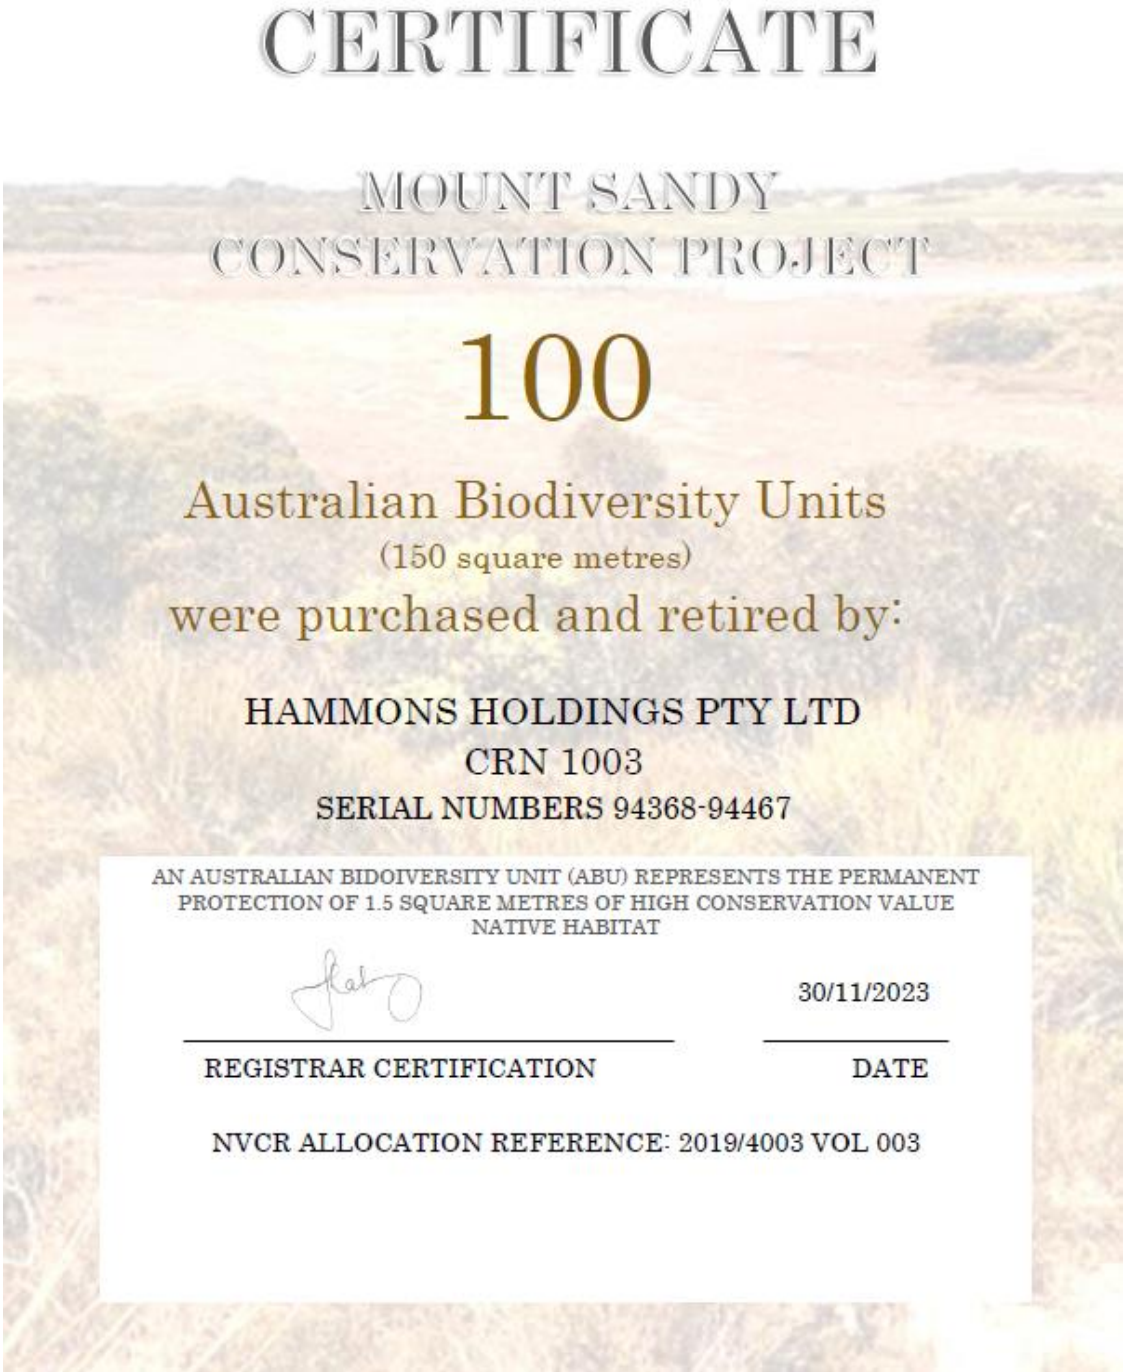 CERTIFICATE
MOUNT SANDY
CONSERVATION PROJECT
100
Australian Biodiversity Units
(150 square metres)
were purchased and retired by:
HAMMONS HOLDINGS PTY LTD
CRN 1003
SERIAL NUMBERS 94368-94467
AN AUSTRALIAN BIDOIVERSITY UNIT (ABU) REPRESENTS THE PERMANENT
PROTECTION OF 1.5 SQUARE METRES OF HIGH CONSERVATION VALUE
NATIVE HABITAT
30/11/2023
REGISTRAR CERTIFICATION DATE
NVCR ALLOCATION REFERENCE: 2019/4003 VOL 003